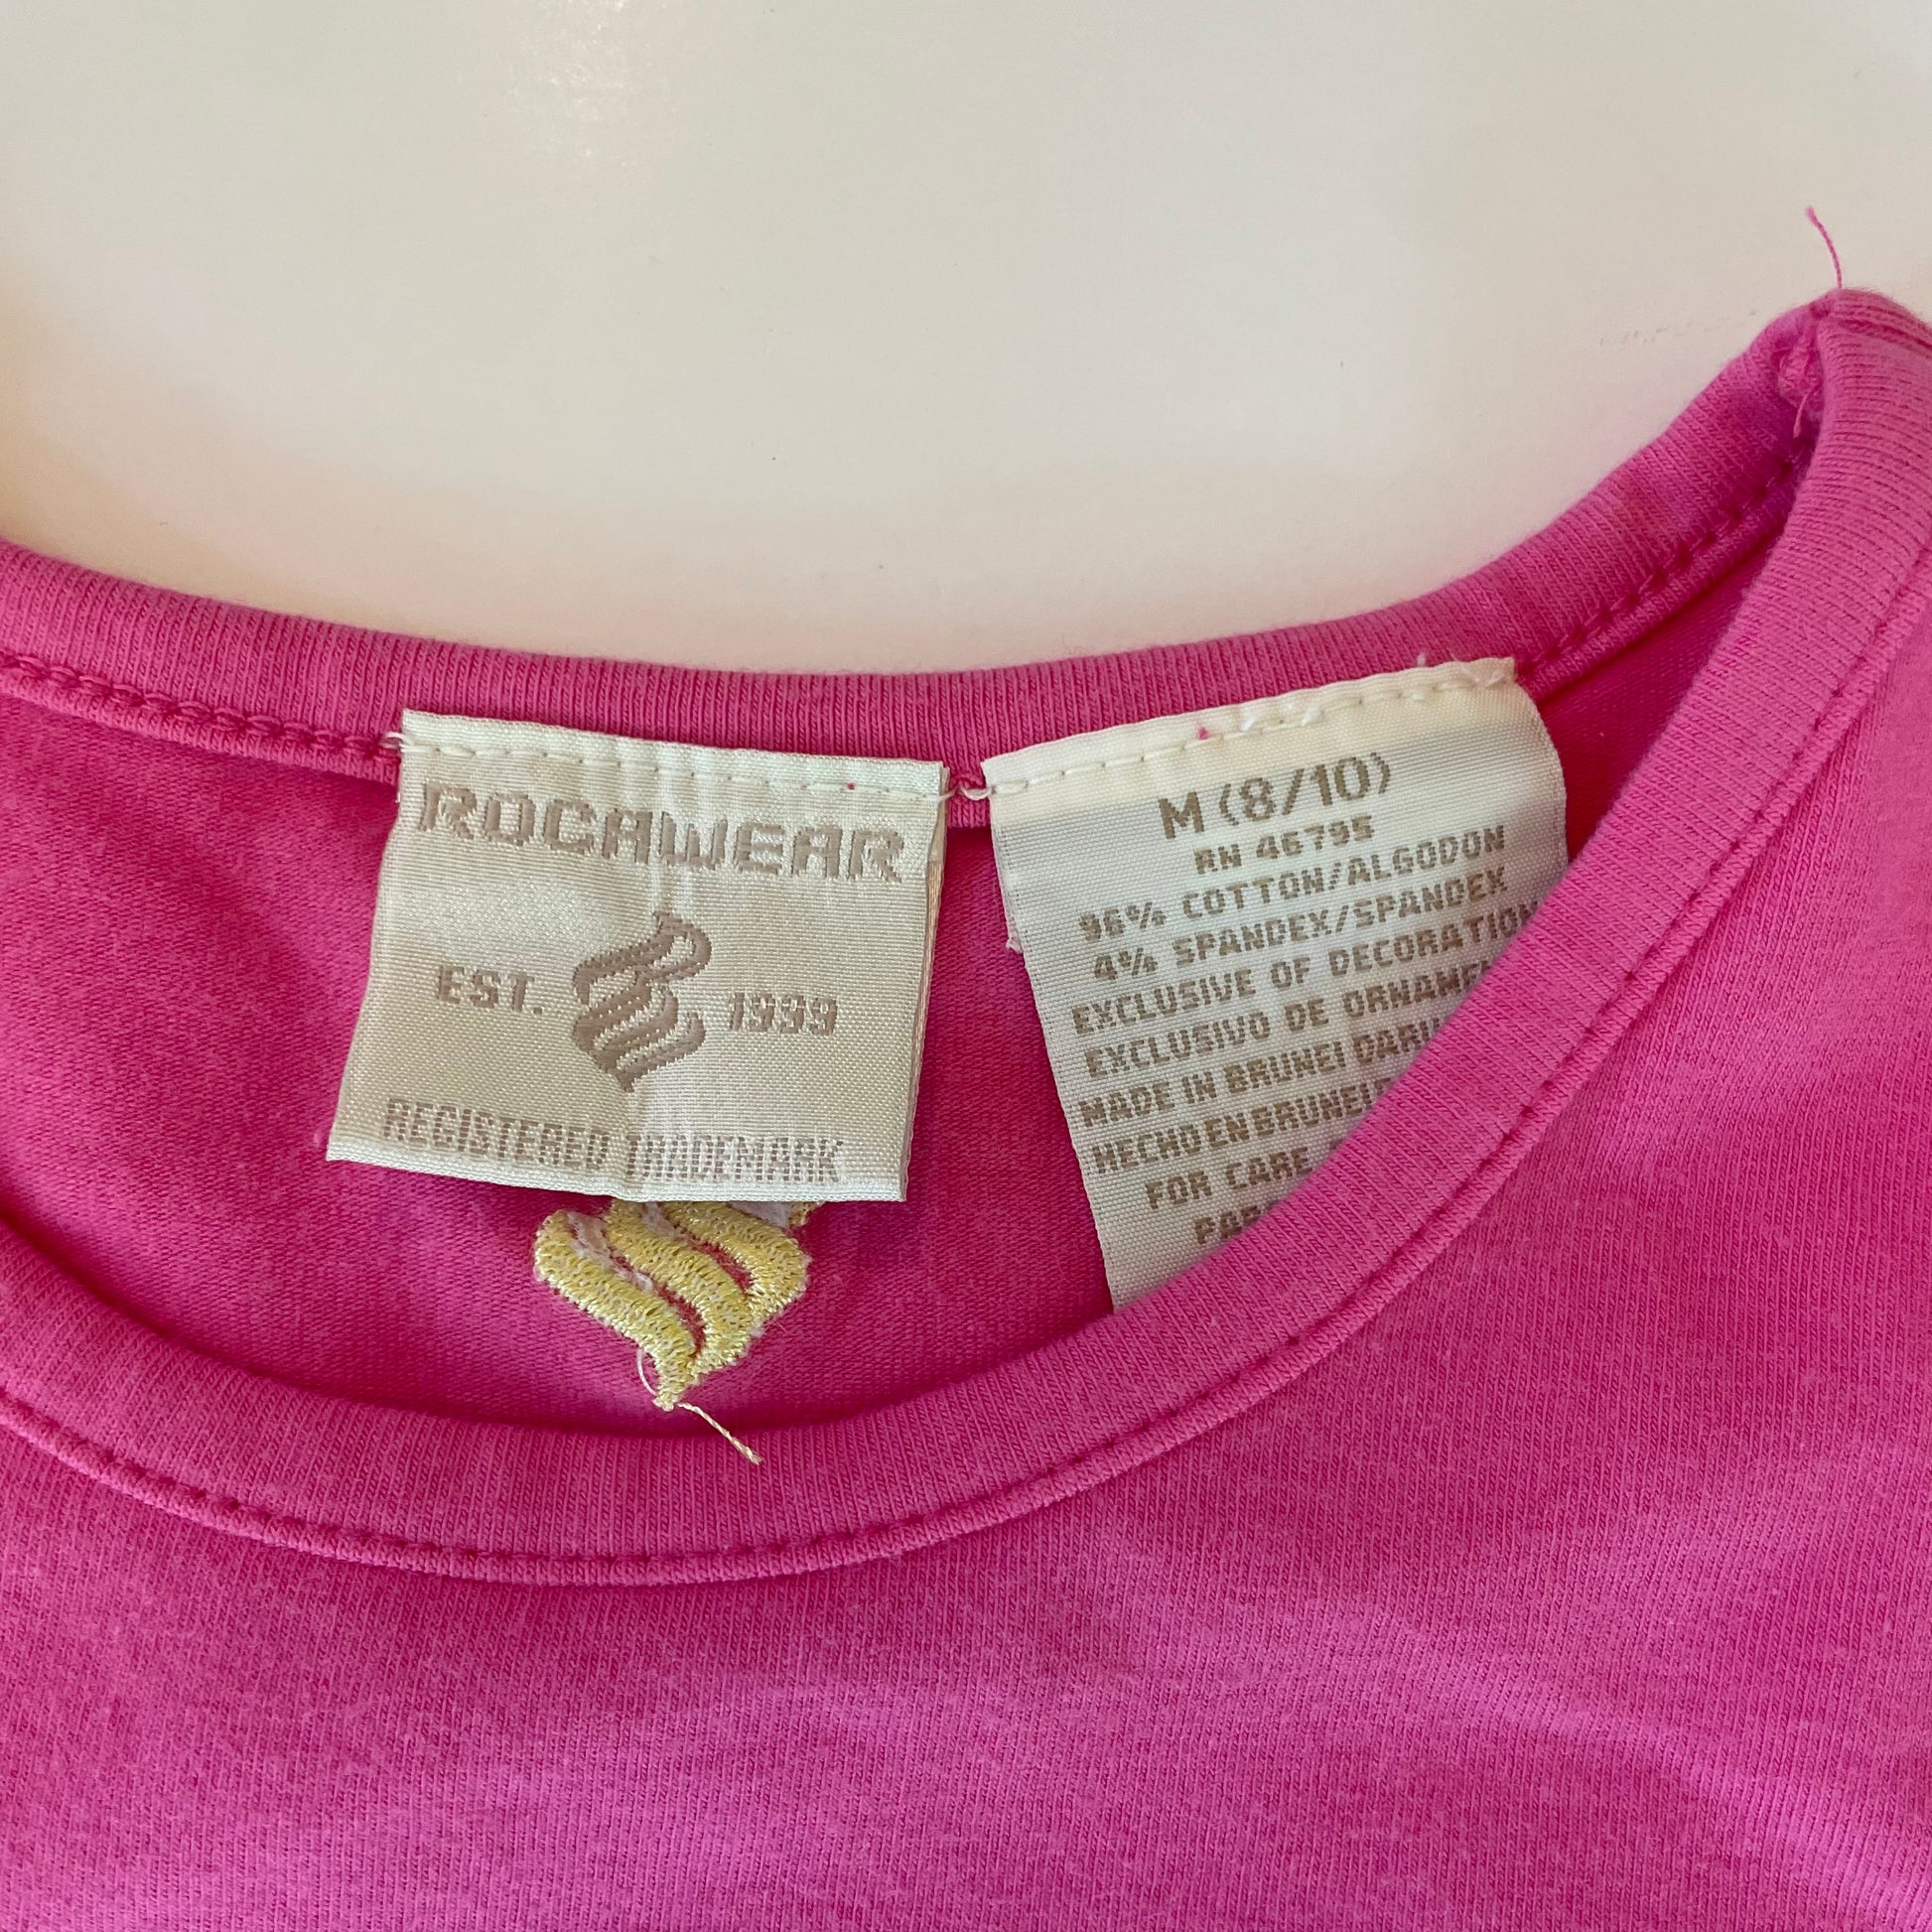 ROCAWEAR
EST. 1999
REGISTERED TRADEMARK
M (8/10)
RN 46795
96% COTTON/ALGODON
4% SPANDEX/SPANDEX
EXCLUSIVE OF DECORATION
EXCLUSIVO DE
MADE IN BRUNEI
HECHO EN BRUNEI
FOR CARE